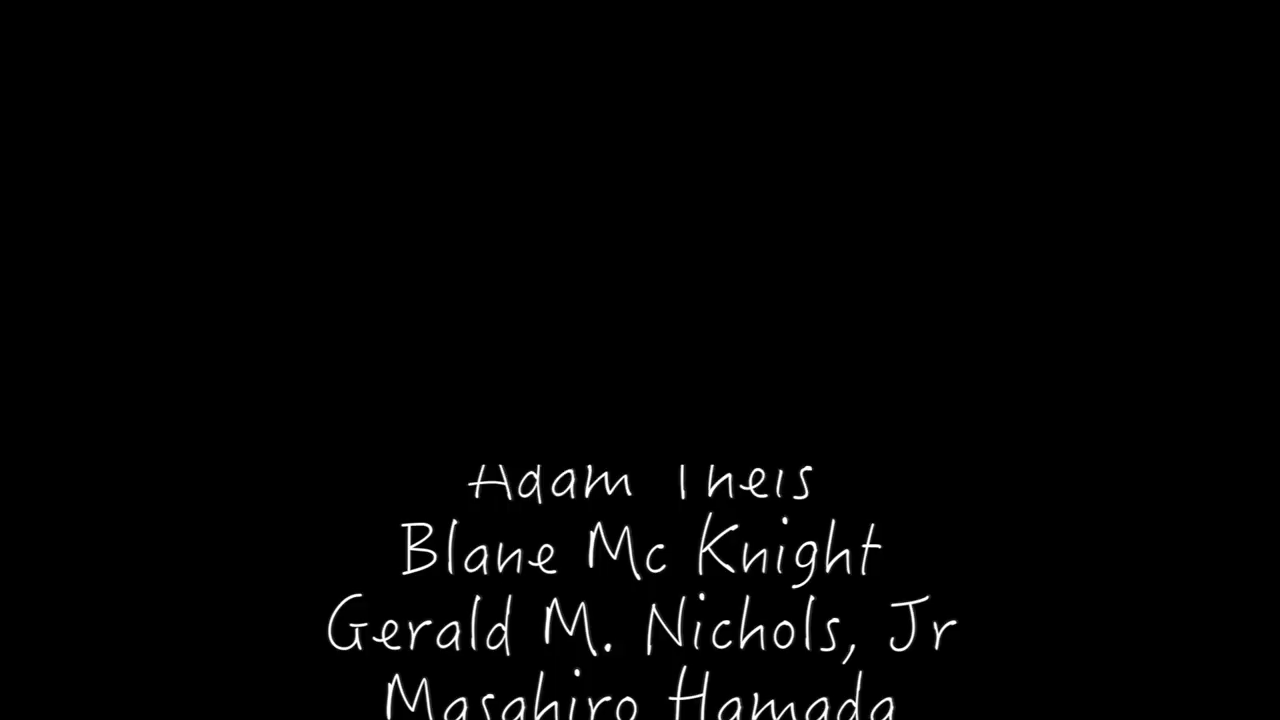 Adam Theis
Blane Mc Knight
Gerald M. Nichols, Jr
Masahiro Hamada